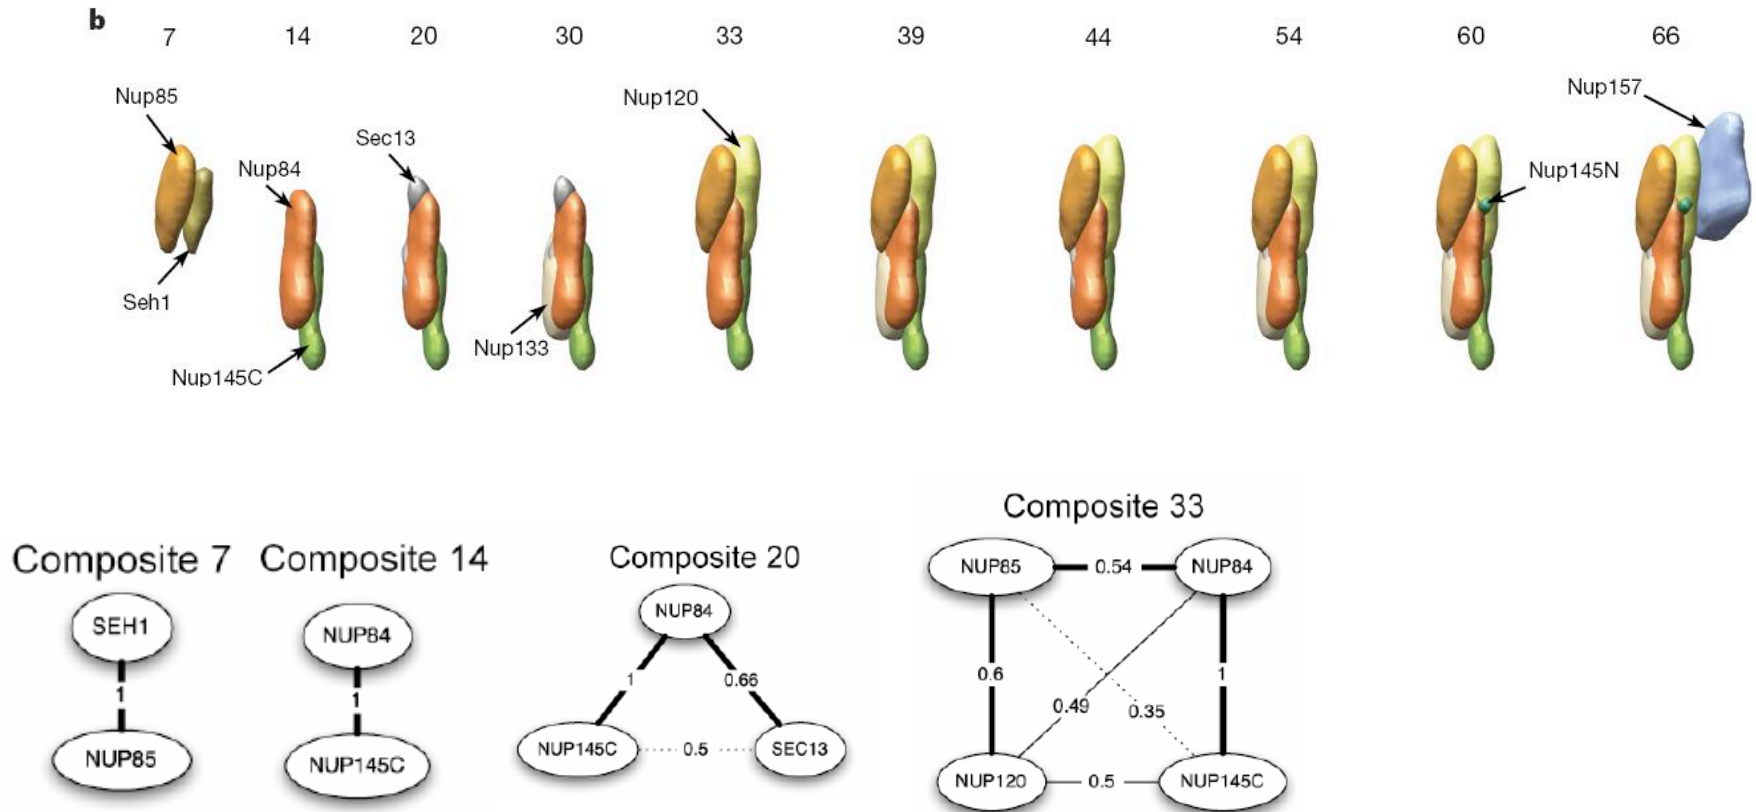 b
7 14 20 30 33 39 44 54 60 66
Nup85
Seh1
Nup84
Nup145C
Sec13
Nup133
Nup120
Nup145N
Nup157
Composite 7
SEH1
1
NUP85
Composite 14
NUP84
1
NUP145C
Composite 20
NUP84
1 0.66
NUP145C 0.5 SEC13
Composite 33
NUP85 0.54 NUP84
0.6 1
0.49 0.35
NUP120 0.5 NUP145C